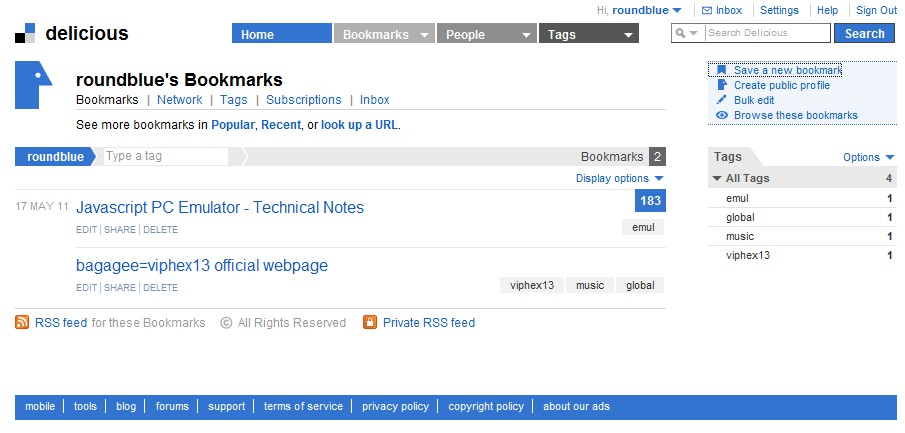 Hi, roundblue Inbox Settings Help Sign Out
delicious
Home Bookmarks People Tags Search Delicious Search
roundblue's Bookmarks
Bookmarks | Network | Tags | Subscriptions | Inbox
See more bookmarks in Popular, Recent, or look up a URL.
Save a new bookmark
Create public profile
Bulk edit
Browse these bookmarks
roundblue Type a tag Bookmarks 2
Display options
17 MAY 11 Javascript PC Emulator - Technical Notes 183
EDIT | SHARE | DELETE emul
bagagee=viphex13 official webpage
EDIT | SHARE | DELETE viphex13 music global
Tags Options
All Tags 4
emul 1
global 1
music 1
viphex13 1
RSS feed for these Bookmarks © All Rights Reserved Private RSS feed
mobile | tools | blog | forums | support | terms of service | privacy policy | copyright policy | about our ads